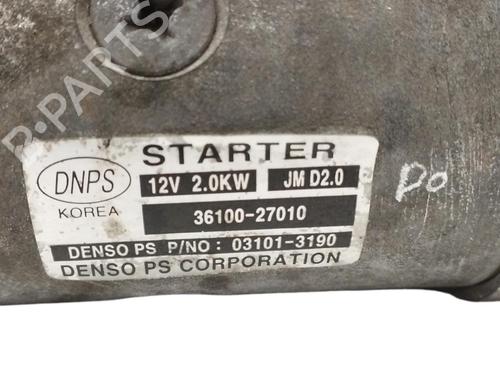 B-PARTS
STARTER
DNPS
12V 2.0KW JM D2.0
KOREA
36100-27010
DENSO PS P/NO: 03101-3190
DENSO PS CORPORATION